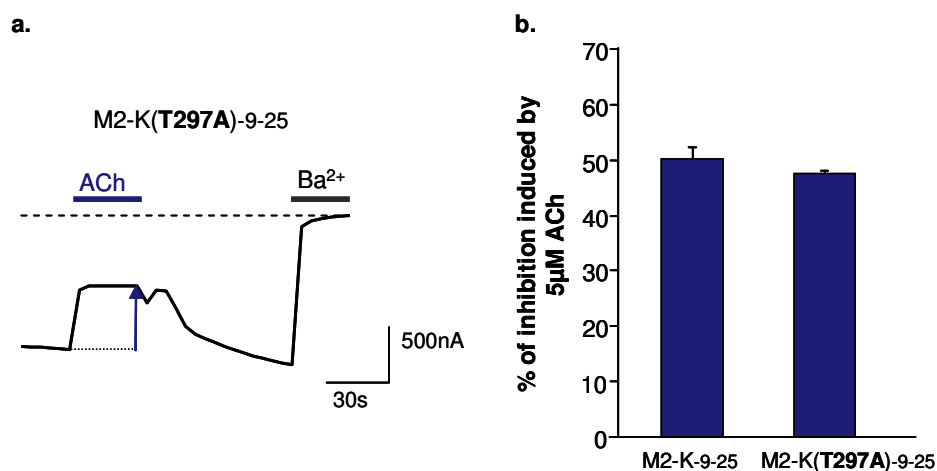 a.
M2-K(T297A)-9-25
ACh
Ba²⁺
500nA
30s
b.
% of inhibition induced by
5µM ACh
70
60
50
40
30
20
10
0
M2-K-9-25
M2-K(T297A)-9-25